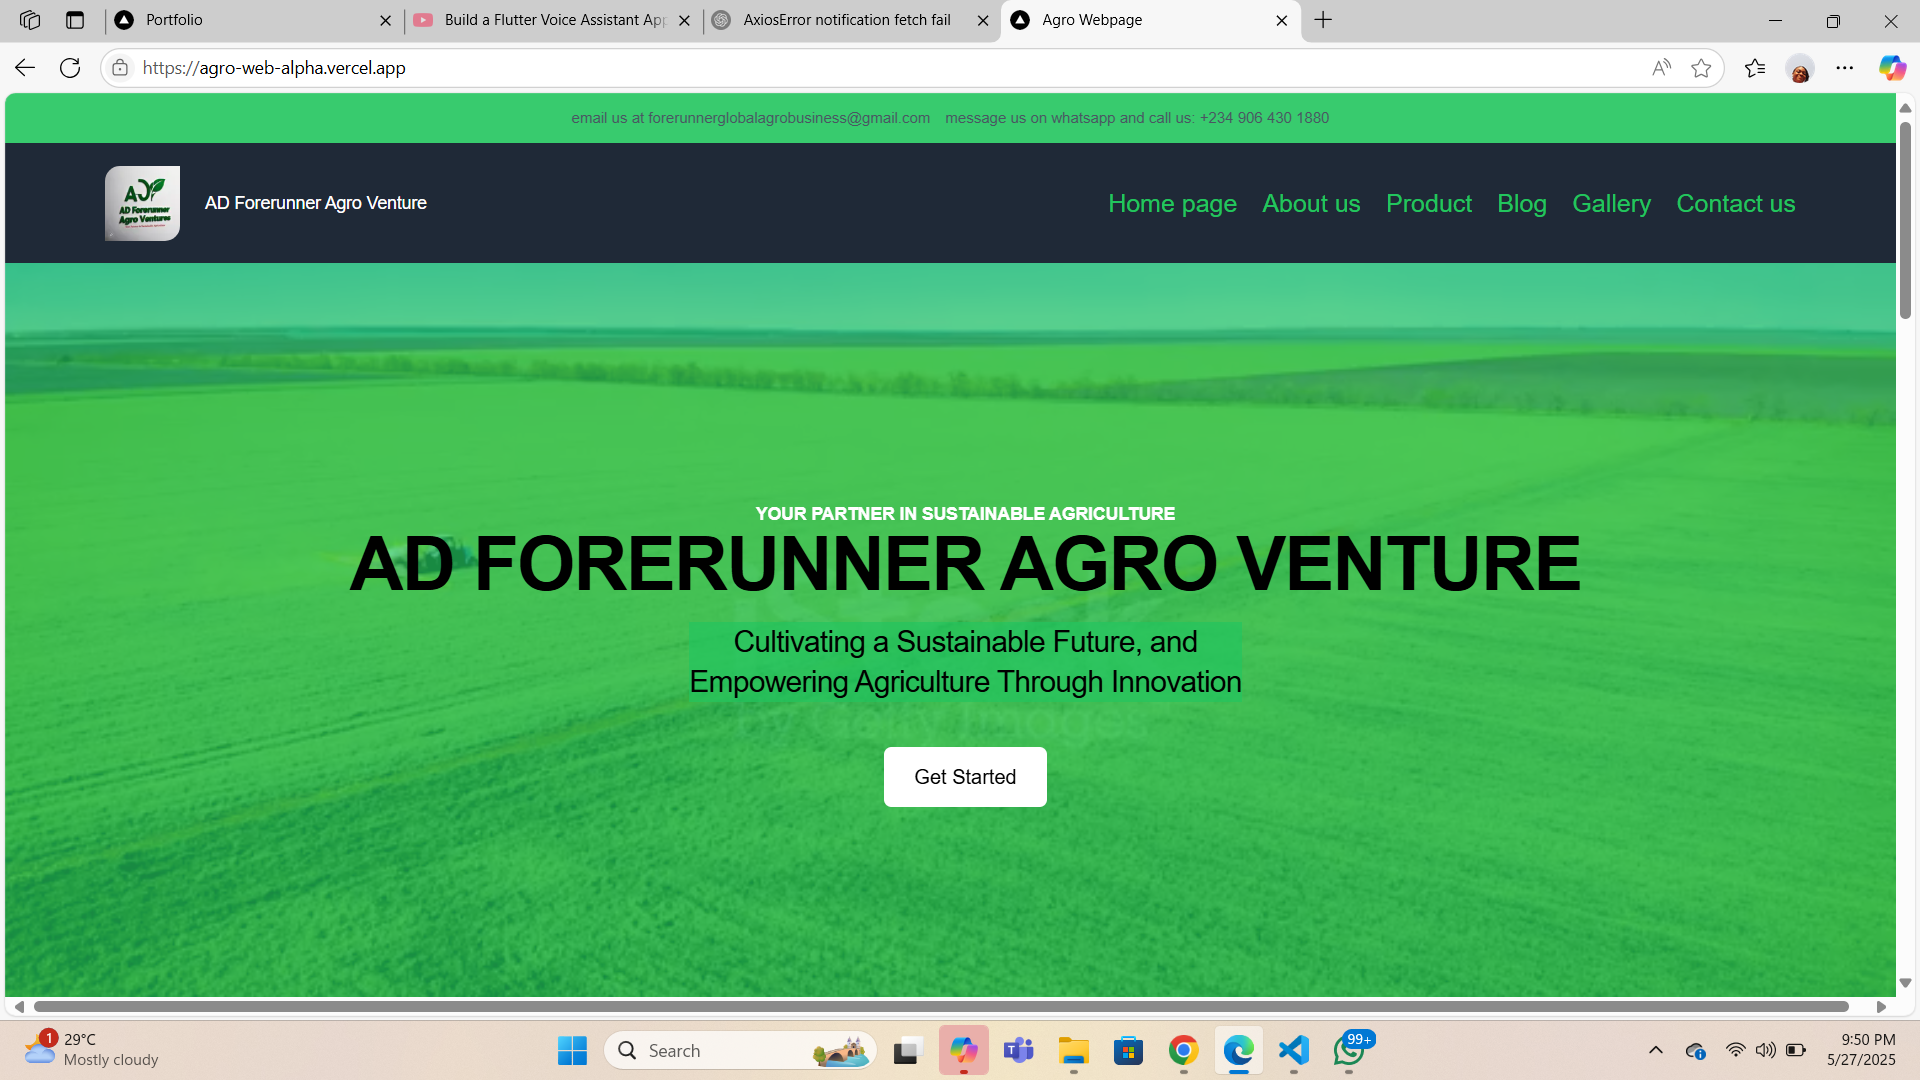 Portfolio
Build a Flutter Voice Assistant App
AxiosError notification fetch fail
Agro Webpage
https://agro-web-alpha.vercel.app
email us at forerunnerglobalagrobusiness@gmail.com message us on whatsapp and call us: +234 906 430 1880
AD Forerunner
Agro Ventures
AD Forerunner Agro Venture
Home page About us Product Blog Gallery Contact us
YOUR PARTNER IN SUSTAINABLE AGRICULTURE
AD FORERUNNER AGRO VENTURE
Cultivating a Sustainable Future, and
Empowering Agriculture Through Innovation
by Getty Images
Get Started
1
29°C
Mostly cloudy
Search
99+
9:50 PM
5/27/2025